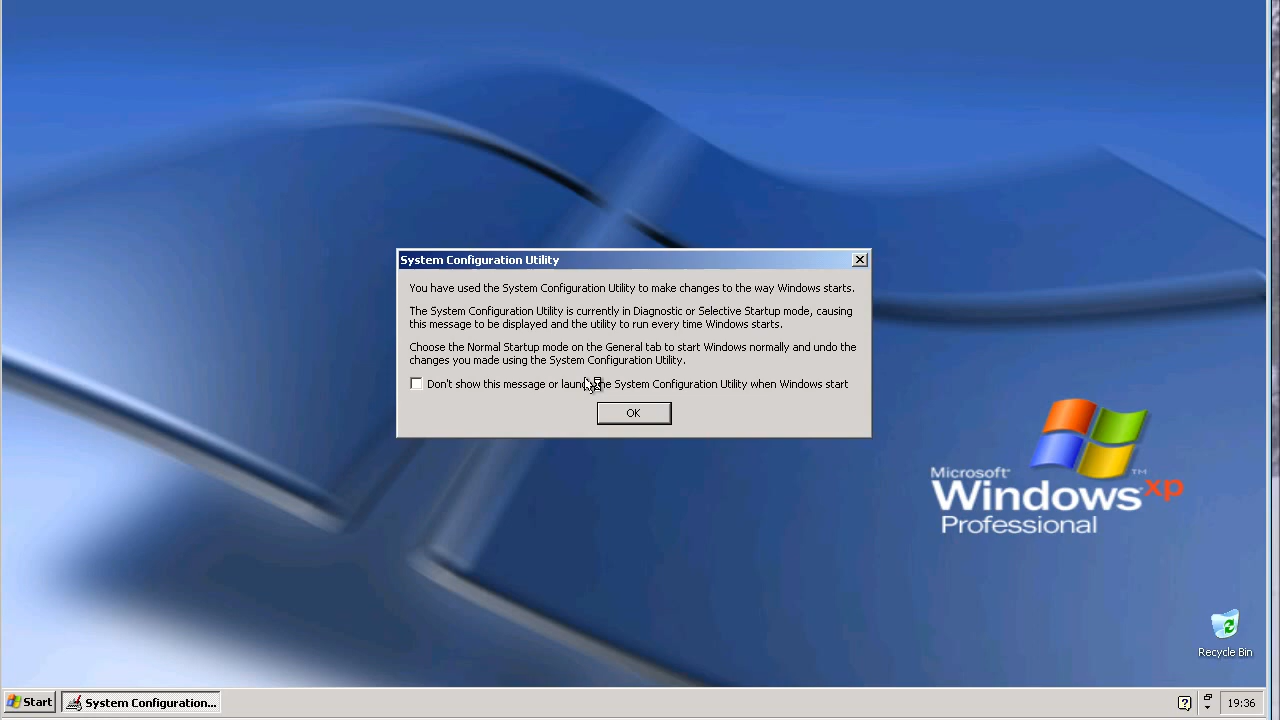 System Configuration Utility
You have used the System Configuration Utility to make changes to the way Windows starts.
The System Configuration Utility is currently in Diagnostic or Selective Startup mode, causing
this message to be displayed and the utility to run every time Windows starts.
Choose the Normal Startup mode on the General tab to start Windows normally and undo the
changes you made using the System Configuration Utility.
Don't show this message or laun he System Configuration Utility when Windows start
OK
Microsoft
Windows xp
Professional
TM
Recycle Bin
Start
System Configuration...
19:36